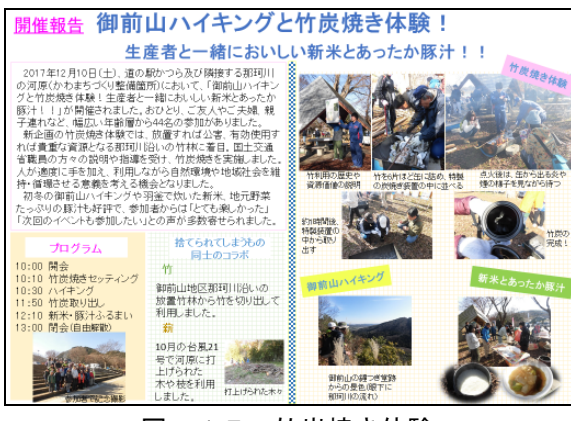 開催報告 御前山ハイキングと竹炭焼き体験！
生産者と一緒においしい新米とあったか豚汁！！
2017年12月10日(土)、道の駅かつら及び隣接する那珂川
の河原(かわまちづくり整備箇所)において、「御前山ハイキン
グと竹炭焼き体験！生産者と一緒においしい新米とあったか
豚汁！！」が開催されました。おひとり、ご友人やご夫婦、親
子連れなど、幅広い年齢層から44名の参加がありました。
新企画の竹炭焼き体験では、放置すれば公害、有効使用す
れば貴重な資源となる那珂川沿いの竹林に着目。国土交通
省職員の方々の説明や指導を受け、竹炭焼きを実施しました。
人が適度に手を加え、利用しながら自然環境や地域社会を維
持・循環させる意義を考える機会となりました。
初冬の御前山ハイキングや羽釜で炊いた新米、地元野菜
たっぷりの豚汁も好評で、参加者からは「とても楽しかった」
「次回のイベントも参加したい」との声が多数寄せられました。
プログラム
10:00 開会
10:10 竹炭焼きセッティング
10:30 ハイキング
11:50 竹炭取り出し
12:10 新米・豚汁ふるまい
13:00 閉会(自由解散)
参加者で記念撮影
捨てられてしまうもの
同士のコラボ
竹
御前山地区那珂川沿いの
放置竹林から竹を切り出して
利用しました。
薪
10月の台風21
号で河原に打
上げられた
木や枝を利用
しました。
打上げられた木々
竹炭焼き体験
竹利用の歴史や
資源価値の説明
竹を6片ほど缶に詰め、特製
の炭焼き装置の中に並べる
点火後は、缶から出る炎や
煙の様子を見ながら待つ
約1時間後、
特製装置の
中から取り
出す
竹炭の
完成！
御前山ハイキング
御前山の鐘つき堂跡
からの景色(眼下に
那珂川の流れ)
新米とあったか豚汁